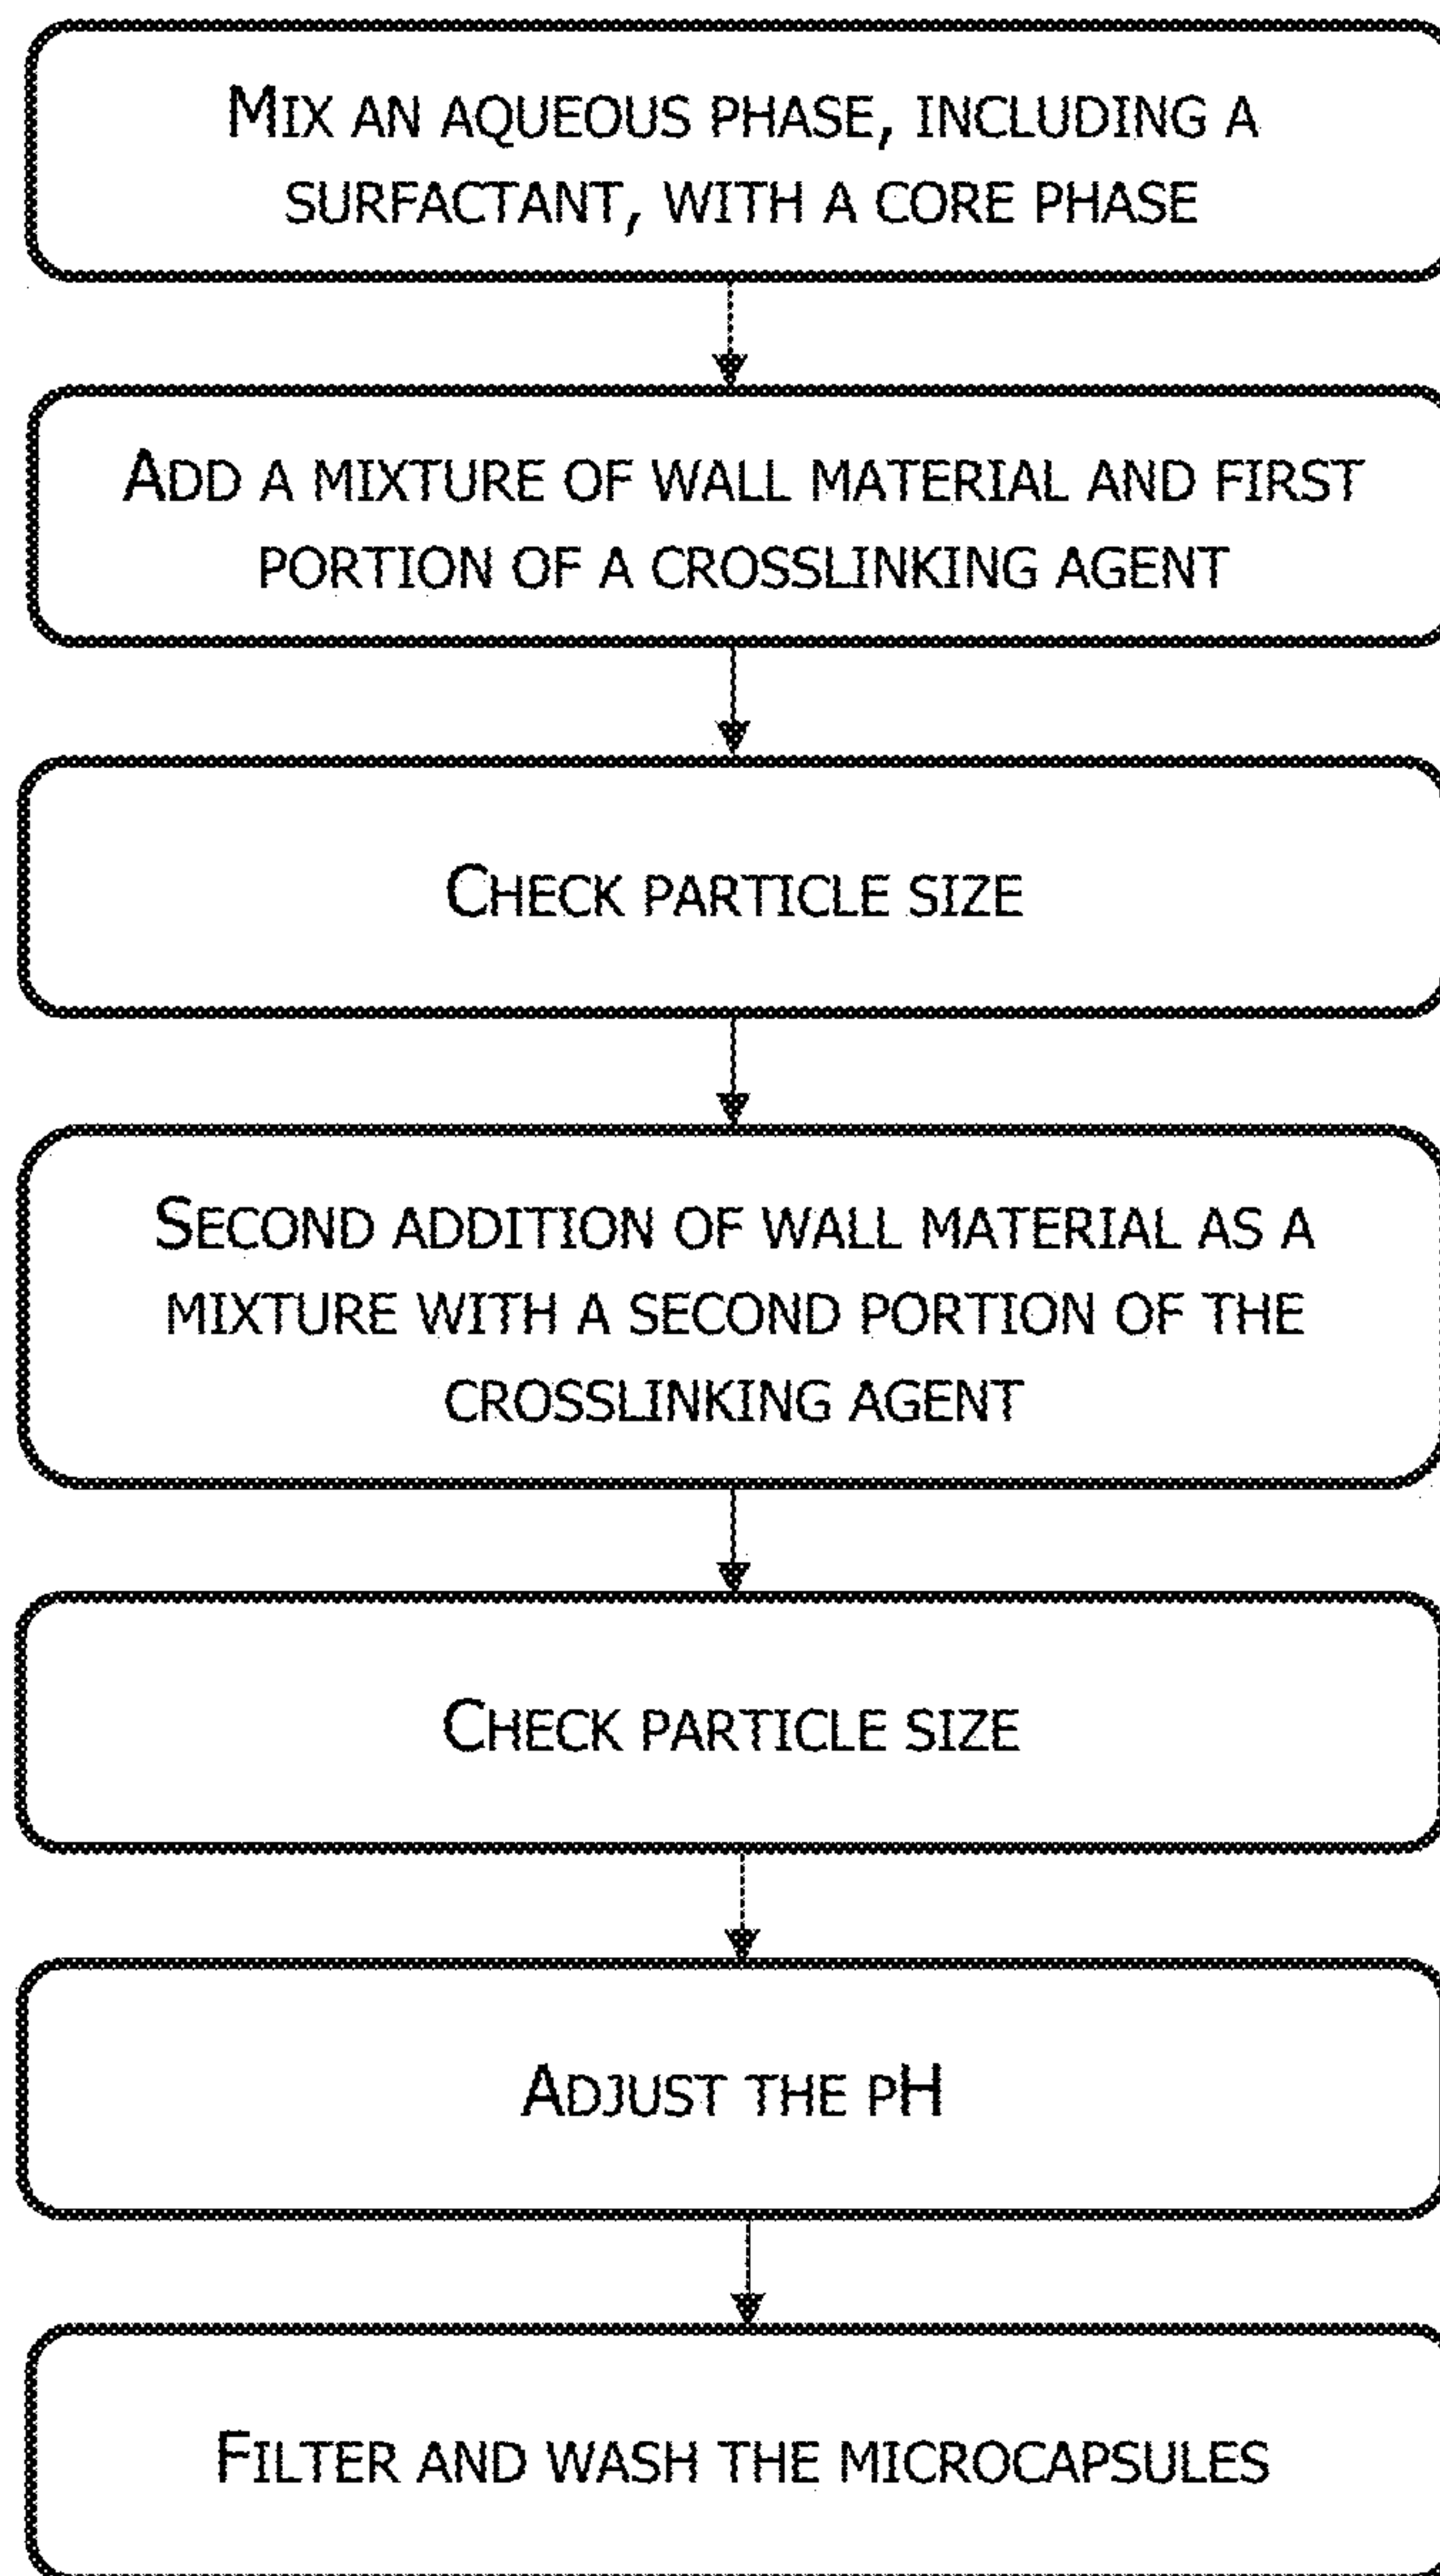 MIX AN AQUEOUS PHASE, INCLUDING A
SURFACTANT, WITH A CORE PHASE
ADD A MIXTURE OF WALL MATERIAL AND FIRST
PORTION OF A CROSSLINKING AGENT
CHECK PARTICLE SIZE
SECOND ADDITION OF WALL MATERIAL AS A
MIXTURE WITH A SECOND PORTION OF THE
CROSSLINKING AGENT
CHECK PARTICLE SIZE
ADJUST THE PH
FILTER AND WASH THE MICROCAPSULES